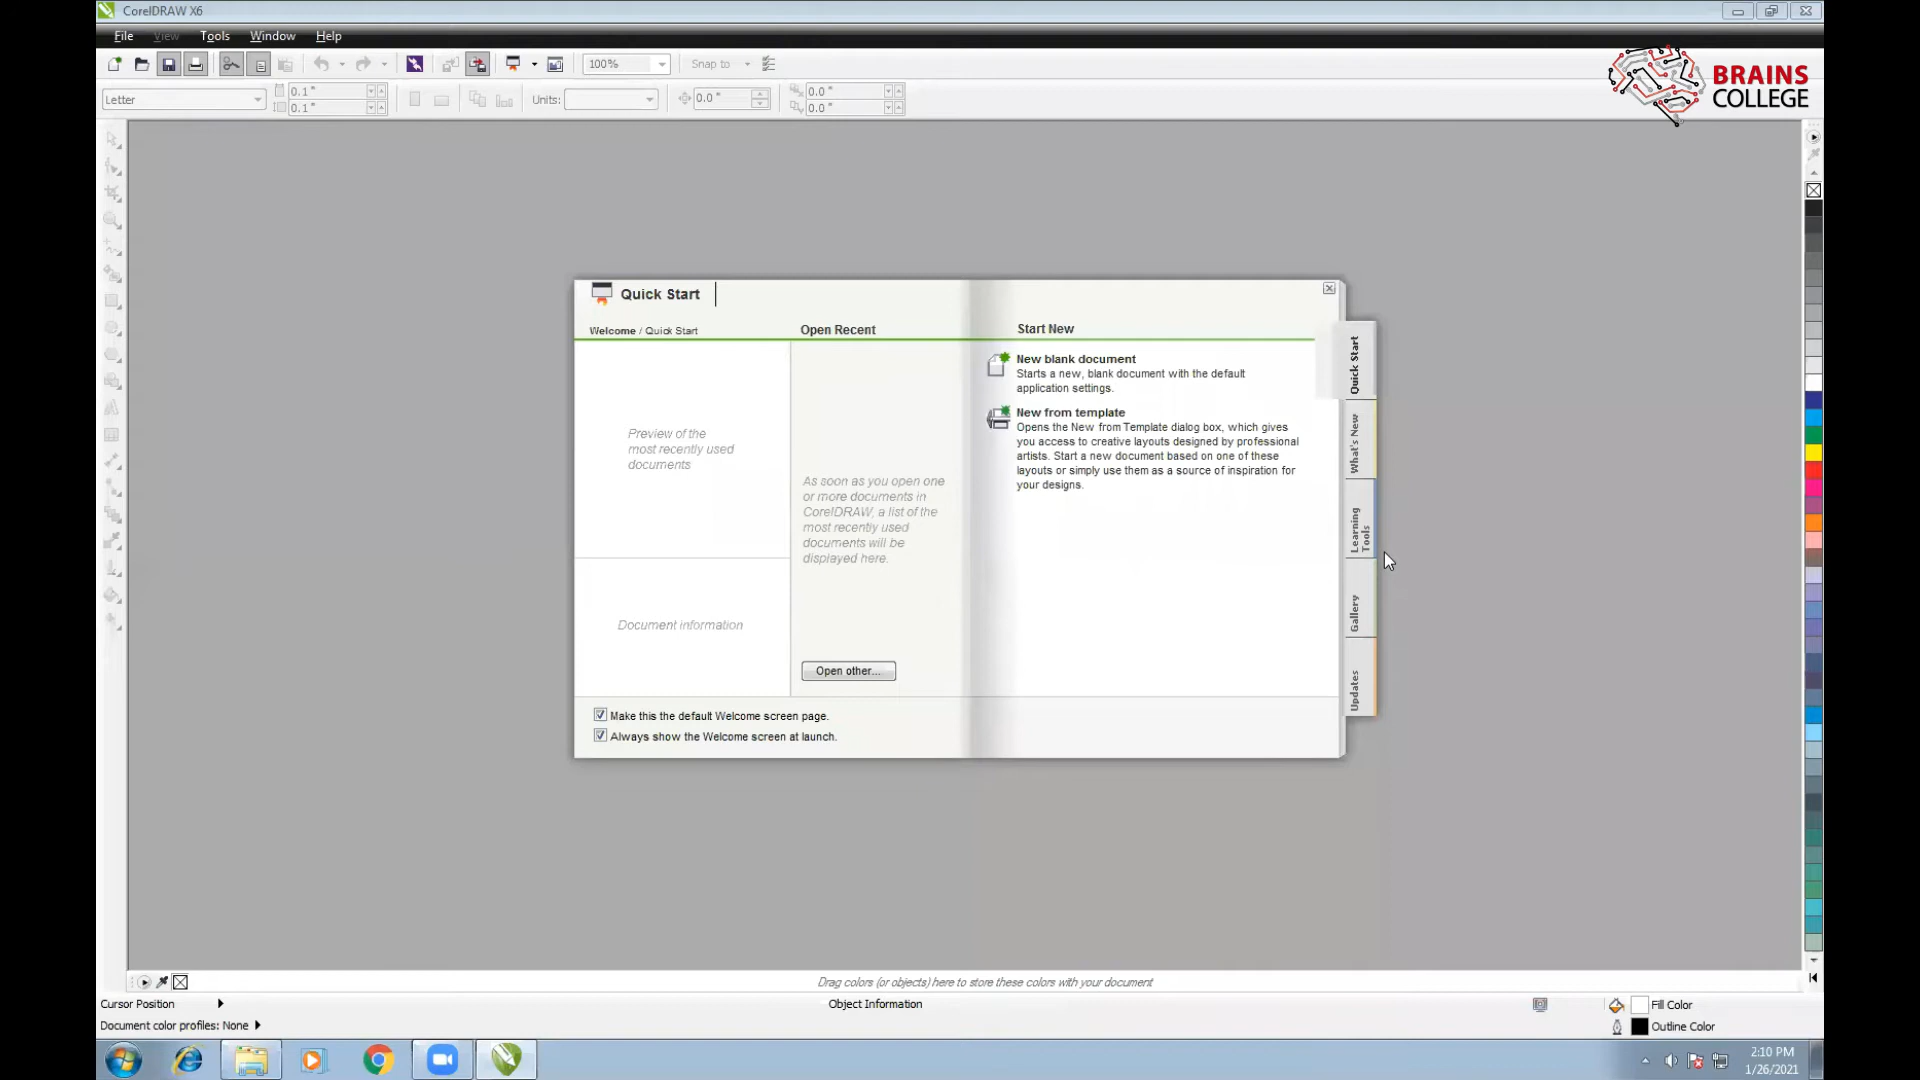 CorelDRAW X6
File View Tools Window Help
100% Snap to
BRAINS
COLLEGE
Letter 0.1 " 0.1 " Units: 0.0 " 0.0 " 0.0 "
Quick Start
Welcome / Quick Start
Open Recent
Start New
Preview of the
most recently used
documents
Document information
As soon as you open one
or more documents in
CorelDRAW, a list of the
most recently used
documents will be
displayed here.
Open other...
New blank document
Starts a new, blank document with the default
application settings.
New from template
Opens the New from Template dialog box, which gives
you access to creative layouts designed by professional
artists. Start a new document based on one of these
layouts or simply use them as a source of inspiration for
your designs.
Quick Start
What's New
Learning
Tools
Gallery
Updates
Make this the default Welcome screen page.
Always show the Welcome screen at launch.
Drag colors (or objects) here to store these colors with your document
Cursor Position
Object Information
Fill Color
Document color profiles: None
Outline Color
2:10 PM
1/26/2021